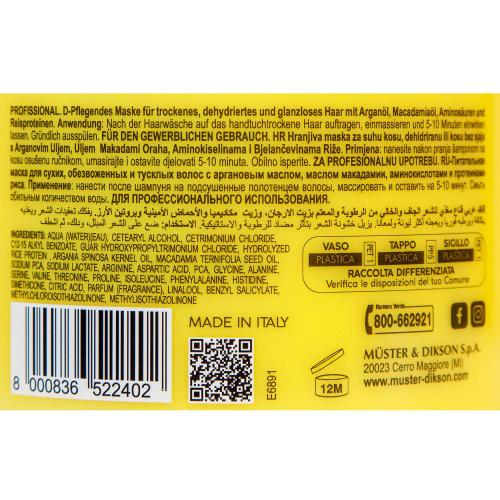 PROFISSIONAL. D-Pflegendes Maske für trockenes, dehydriertes und glanzloses Haar mit Arganöl, Macadamiaöl, Aminosäuren und
Reisproteinen. Anwendung: Nach der Haarwäsche auf das handtuchtrockene Haar auftragen, einmassieren und 5-10 Minuten einwirken
lassen. Gründlich ausspülen. FÜR DEN GEWERBLICHEN GEBRAUCH. HR Hranjiva maska za suhu kosu, dehidriranu ili kosu bez sjaja
s Arganovim Uljem, Uljem Makadami Oraha, Aminokiselinama i Bjelančevinama Riže. Primjena: nanesite nakon pranja šamponom na
kosu osušenu ručnikom, umasirajte i ostavite djelovati 5-10 minuta. Obilno isperite. ZA PROFESIONALNU UPOTREBU. RU-Питательная
маска для сухих, обезвоженных и тусклых волос с аргановым маслом, маслом макадамии, аминокислотами и протеинами
риса. Применение: нанести после шампуня на подсушенные полотенцем волосы, массировать и оставить на 5-10 минут. Смыть
обильным количеством воды. ДЛЯ ПРОФЕССИОНАЛЬНОГО ИСПОЛЬЗОВАНИЯ.
INGREDIENTS: AQUA (WATER)(EAU), CETEARYL ALCOHOL, CETRIMONIUM CHLORIDE,
C12-15 ALKYL BENZOATE, GUAR HYDROXYPROPYLTRIMONIUM CHLORIDE, HYDROLYZED
RICE PROTEIN, ARGANIA SPINOSA KERNEL OIL, MACADAMIA TERNIFOLIA SEED OIL,
SODIUM PCA, SODIUM LACTATE, ARGININE, ASPARTIC ACID, PCA, GLYCINE, ALANINE,
SERINE, VALINE, THREONINE, PROLINE, ISOLEUCINE, PHENYLALANINE, HISTIDINE,
SIMETHICONE, CITRIC ACID, PARFUM (FRAGRANCE), LINALOOL, BENZYL SALICYLATE,
METHYLCHLOROISOTHIAZOLINONE, METHYLISOTHIAZOLINONE
VASO
PLASTICA
PET 1
TAPPO
PLASTICA
PP5
SIGILLO
PLASTICA
RACCOLTA DIFFERENZIATA
Verifica le disposizioni del tuo Comune
MADE IN ITALY
Numero Verde
800-662921
f
8 000836 522402
E6891
12M
MÜSTER & DIKSON S.p.A.
20023 Cerro Maggiore (MI)
www.muster-dikson.com